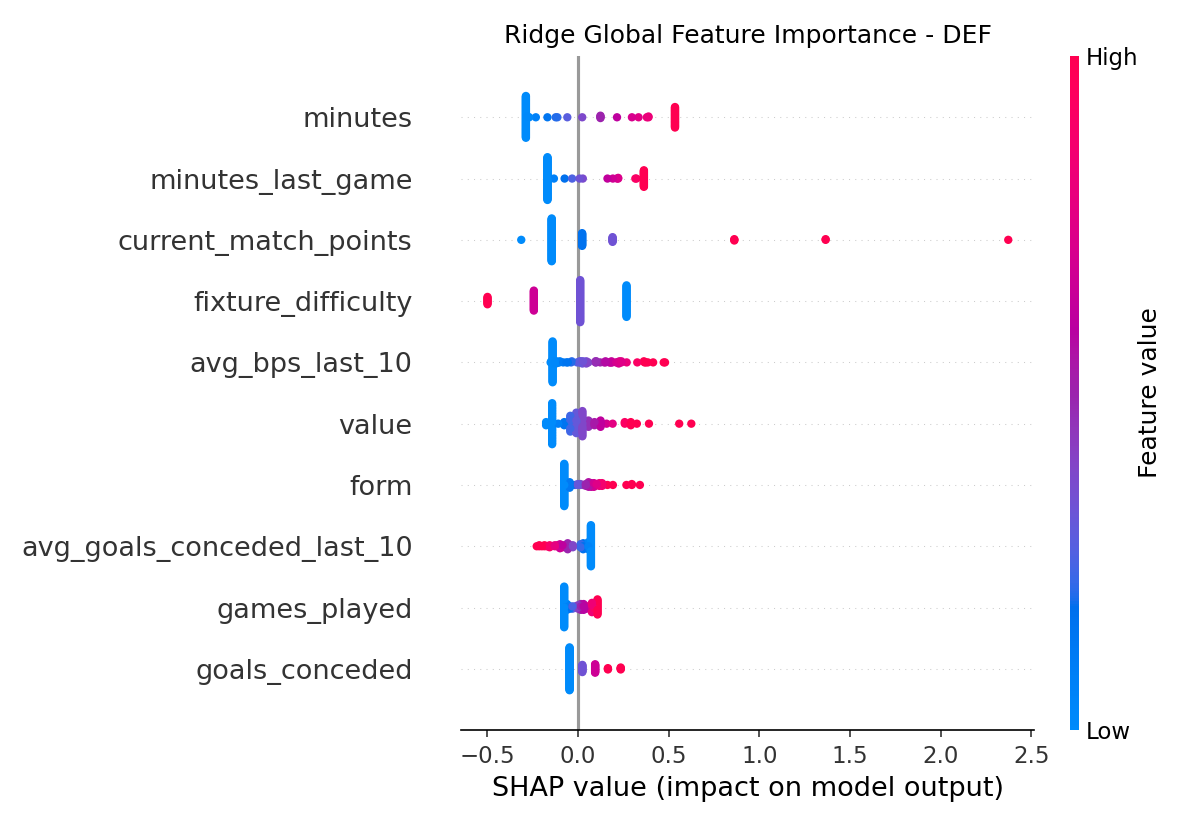 Ridge Global Feature Importance - DEF
High
minutes
minutes_last_game
current_match_points
fixture_difficulty
avg_bps_last_10
value
form
avg_goals_conceded_last_10
games_played
goals_conceded
Feature value
Low
−0.5 0.0 0.5 1.0 1.5 2.0 2.5
SHAP value (impact on model output)